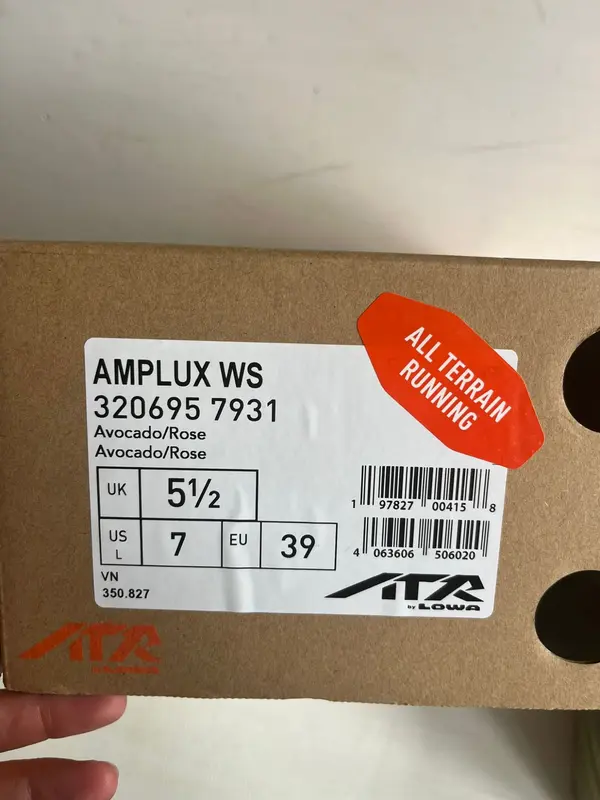 ALL TERRAIN
RUNNING
AMPLUX WS
320695 7931
Avocado/Rose
Avocado/Rose
UK 5½
US L 7 EU 39
1 97827 00415 8
4 063606 506020
VN
350.827
ATR
by LOWA
ATR